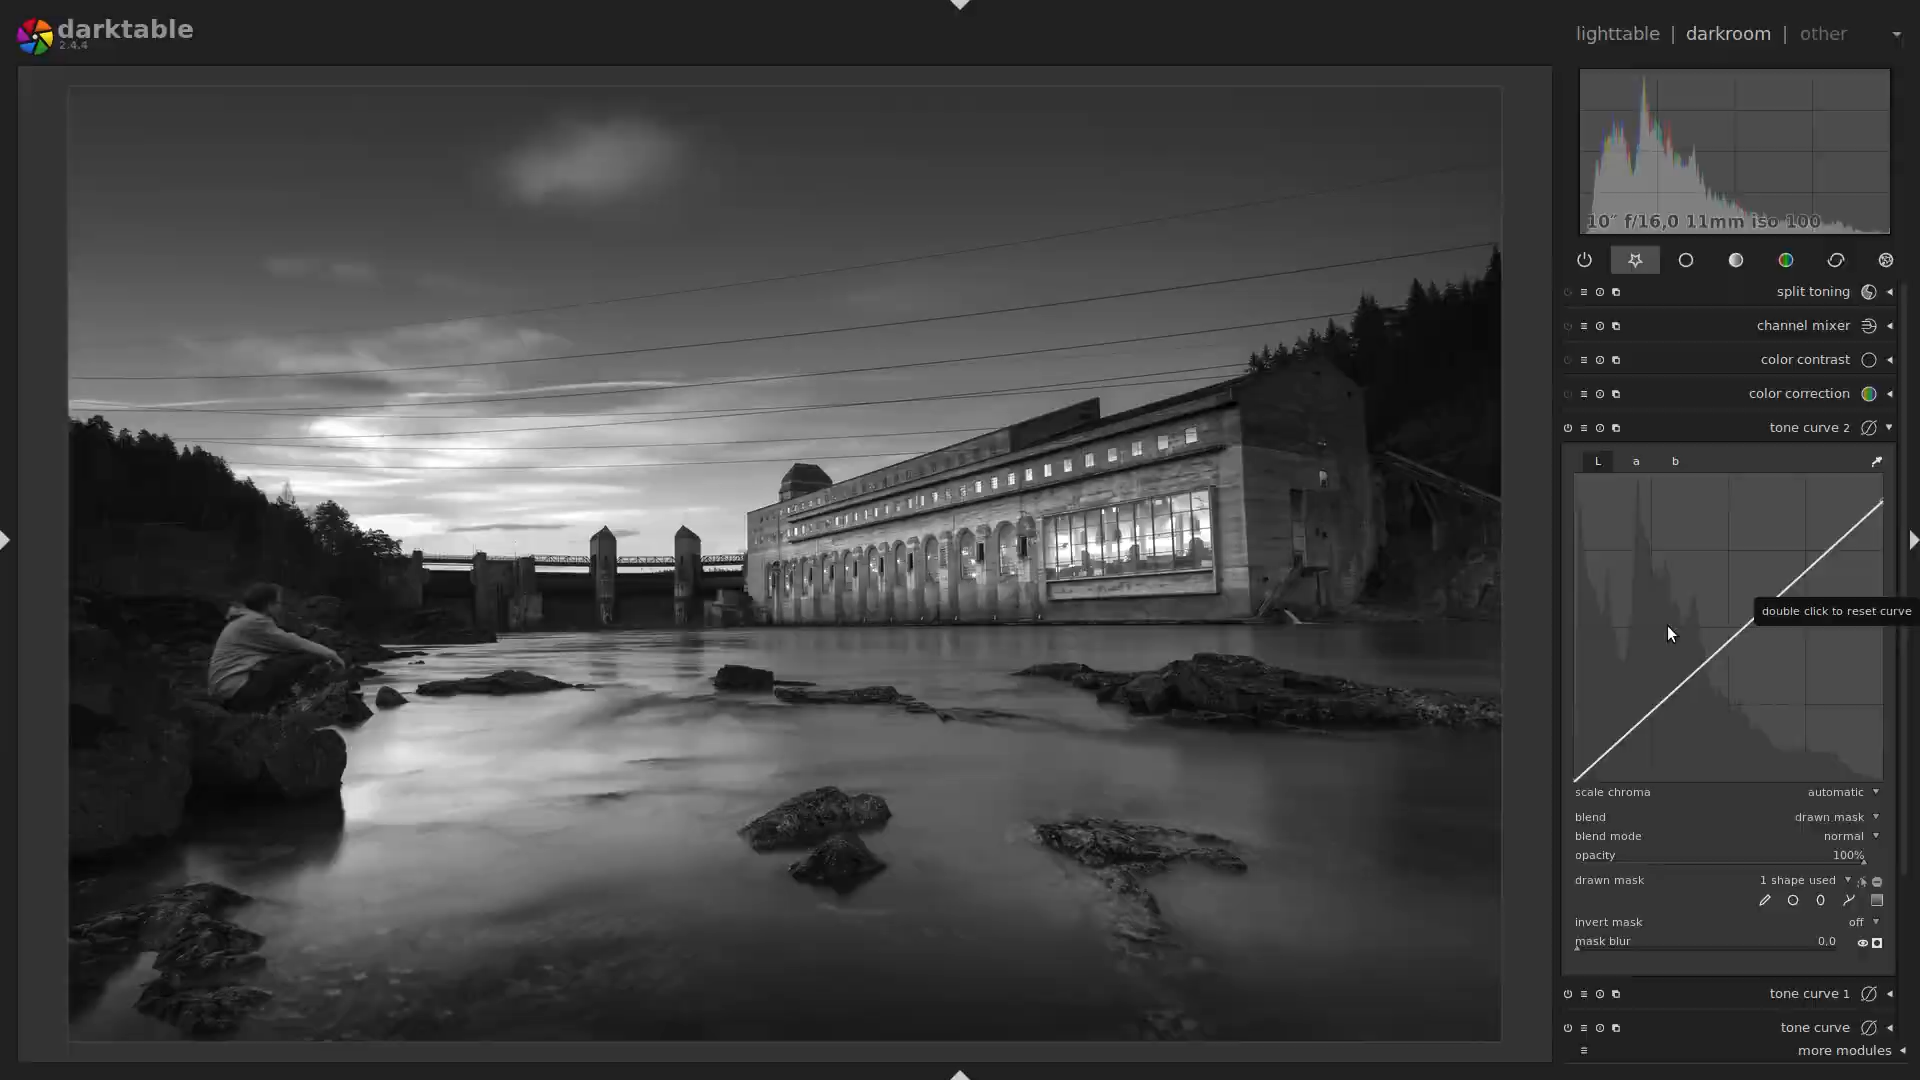 darktable
2.4.4
lighttable | darkroom | other
10" f/16,0 11mm iso 100
split toning
channel mixer
color contrast
color correction
tone curve 2
L a b
double click to reset curve
scale chroma automatic
blend drawn mask
blend mode normal
opacity 100%
drawn mask 1 shape used
invert mask off
mask blur 0.0
tone curve 1
tone curve
more modules